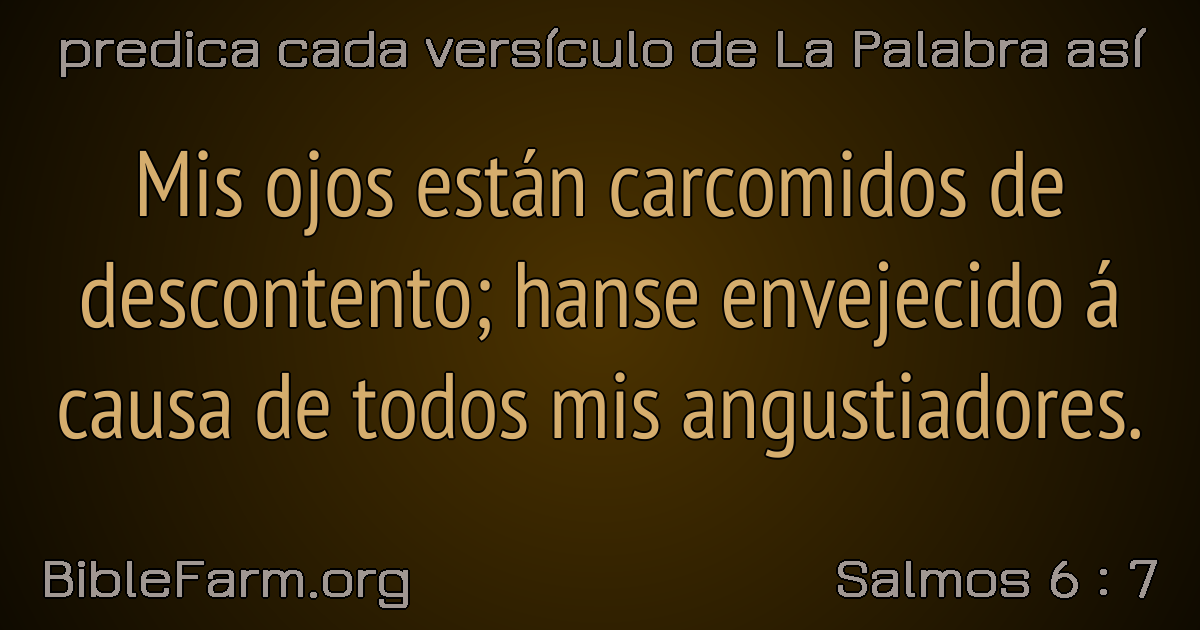 predica cada versículo de La Palabra así
Mis ojos están carcomidos de
descontento; hanse envejecido á
causa de todos mis angustiadores.
BibleFarm.org
Salmos 6 : 7